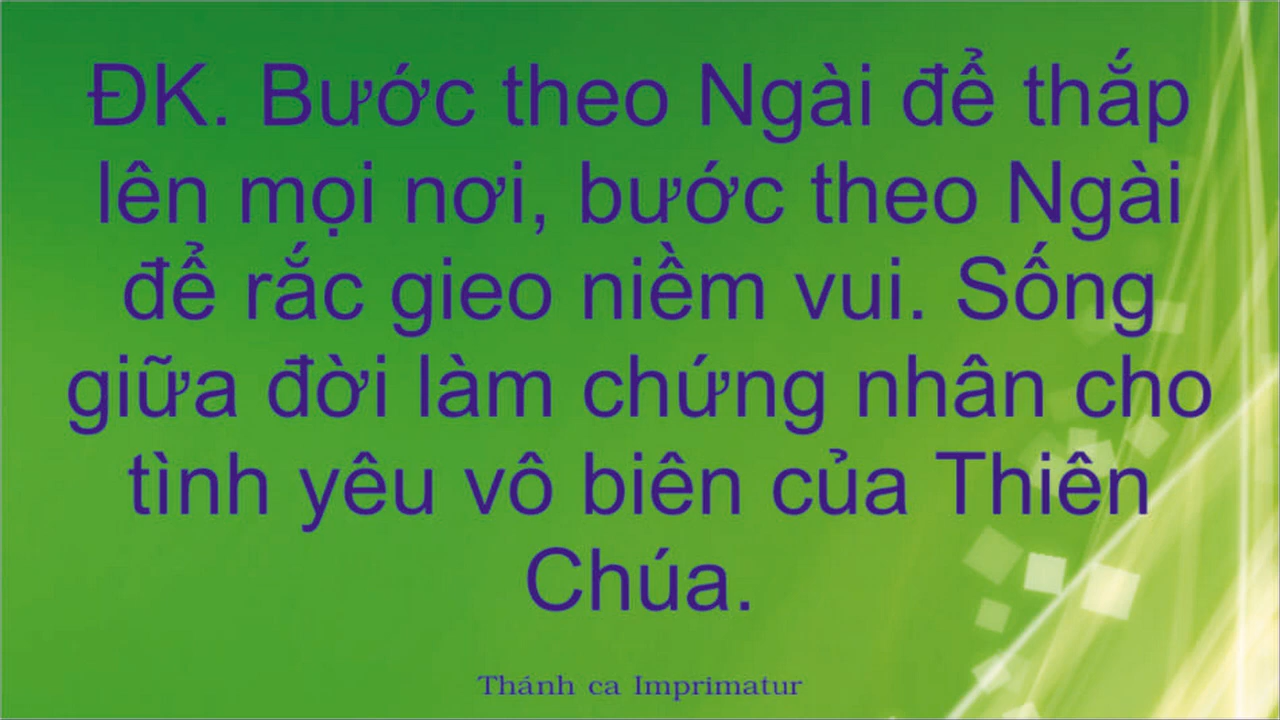 ĐK. Bước theo Ngài để thắp
lên mọi nơi, bước theo Ngài
để rắc gieo niềm vui. Sống
giữa đời làm chứng nhân cho
tình yêu vô biên của Thiên
Chúa.
Thánh ca Imprimatur